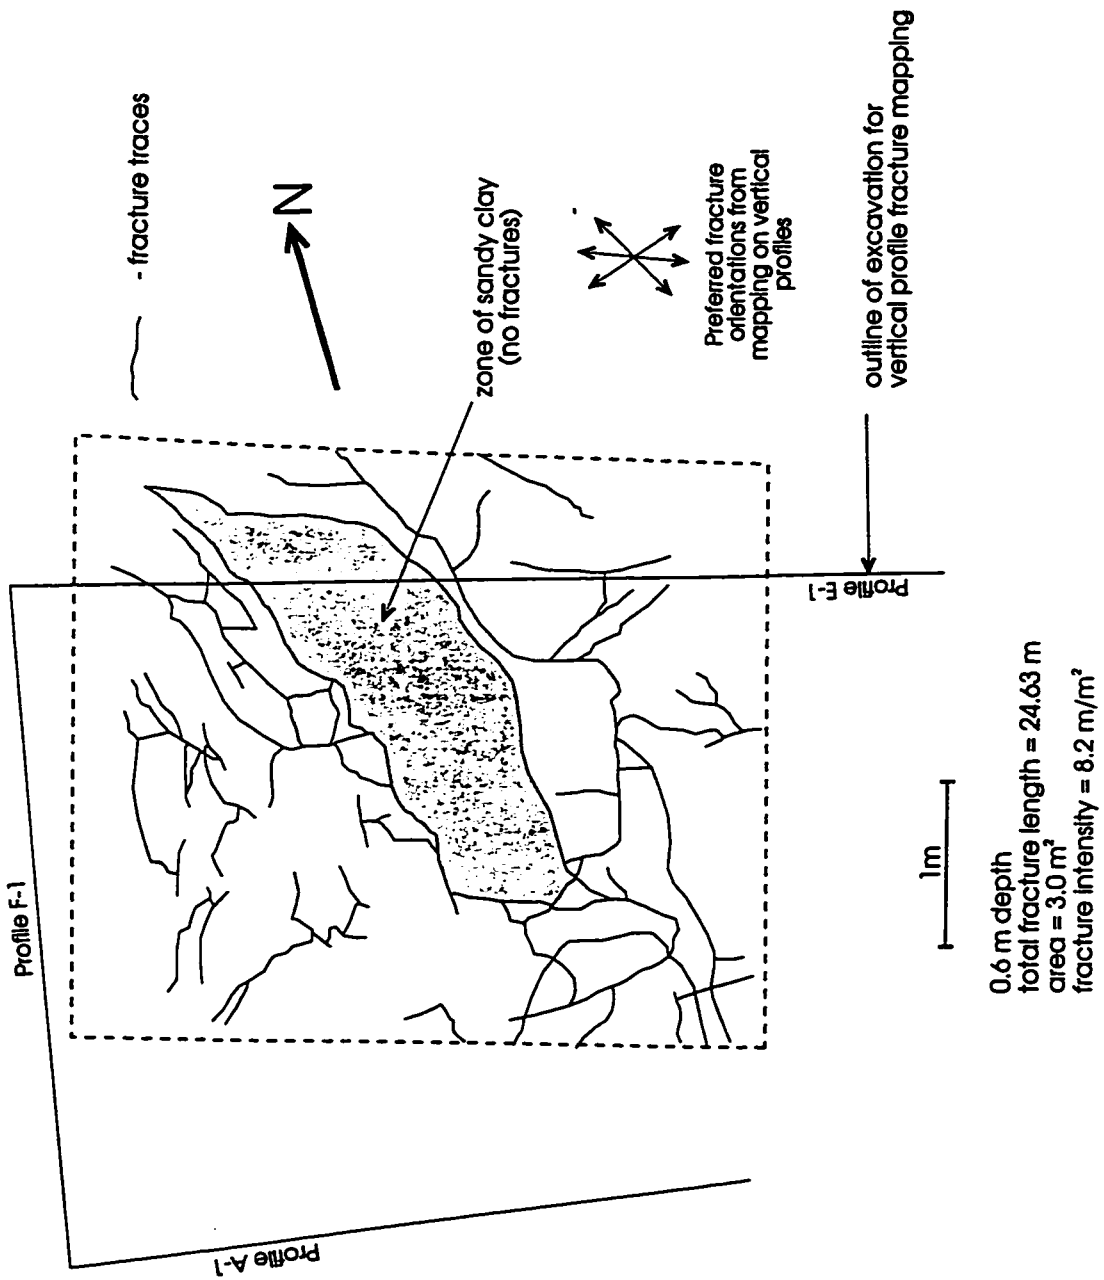 - fracture traces
N
zone of sandy clay
(no fractures)
Preferred fracture
orientations from
mapping on vertical
profiles
outline of excavation for
vertical profile fracture mapping
Profile F-1
Profile E-1
Profile A-1
1m
0.6 m depth
total fracture length = 24.63 m
area = 3.0 m²
fracture intensity = 8.2 m/m²